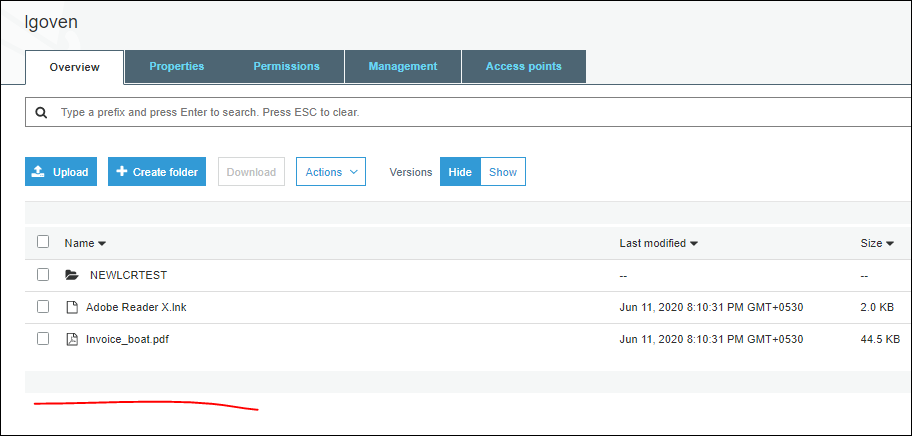 lgoven
Overview Properties Permissions Management Access points
Type a prefix and press Enter to search. Press ESC to clear.
Upload Create folder Download Actions Versions Hide Show
Name Last modified Size
NEWLCRTEST -- --
Adobe Reader X.lnk Jun 11, 2020 8:10:31 PM GMT+0530 2.0 KB
Invoice_boat.pdf Jun 11, 2020 8:10:31 PM GMT+0530 44.5 KB